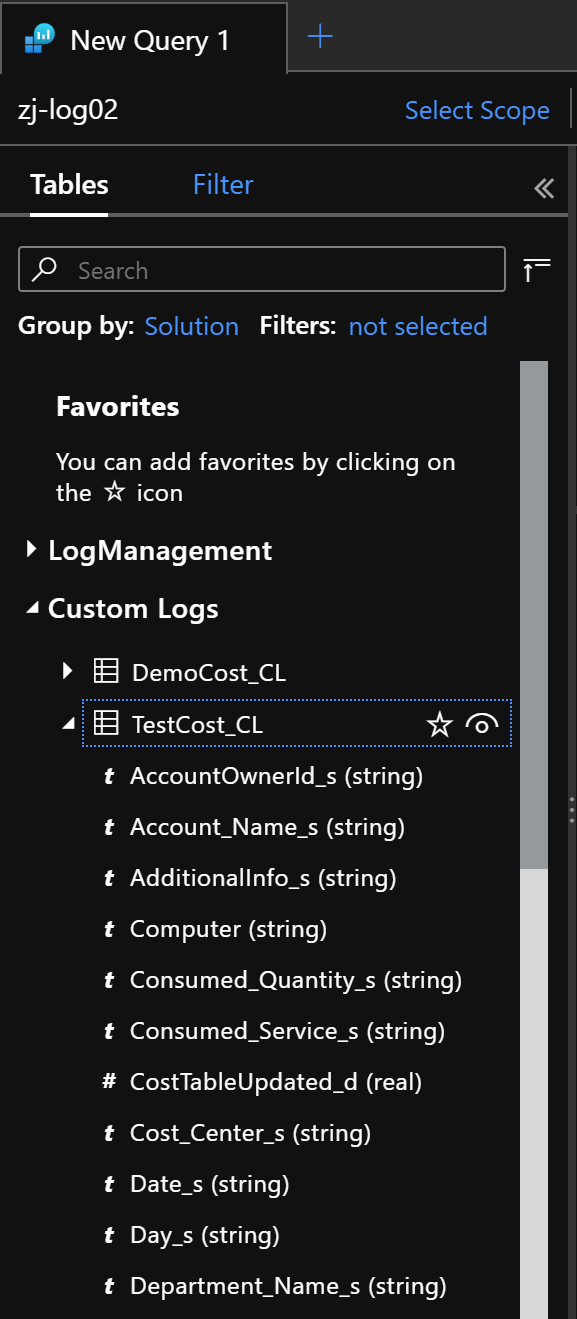 New Query 1
zj-log02
Select Scope
Tables
Filter
Search
Group by: Solution Filters: not selected
Favorites
You can add favorites by clicking on
the ☆ icon
LogManagement
Custom Logs
DemoCost_CL
TestCost_CL
t AccountOwnerId_s (string)
t Account_Name_s (string)
t AdditionalInfo_s (string)
t Computer (string)
t Consumed_Quantity_s (string)
t Consumed_Service_s (string)
# CostTableUpdated_d (real)
t Cost_Center_s (string)
t Date_s (string)
t Day_s (string)
t Department_Name_s (string)